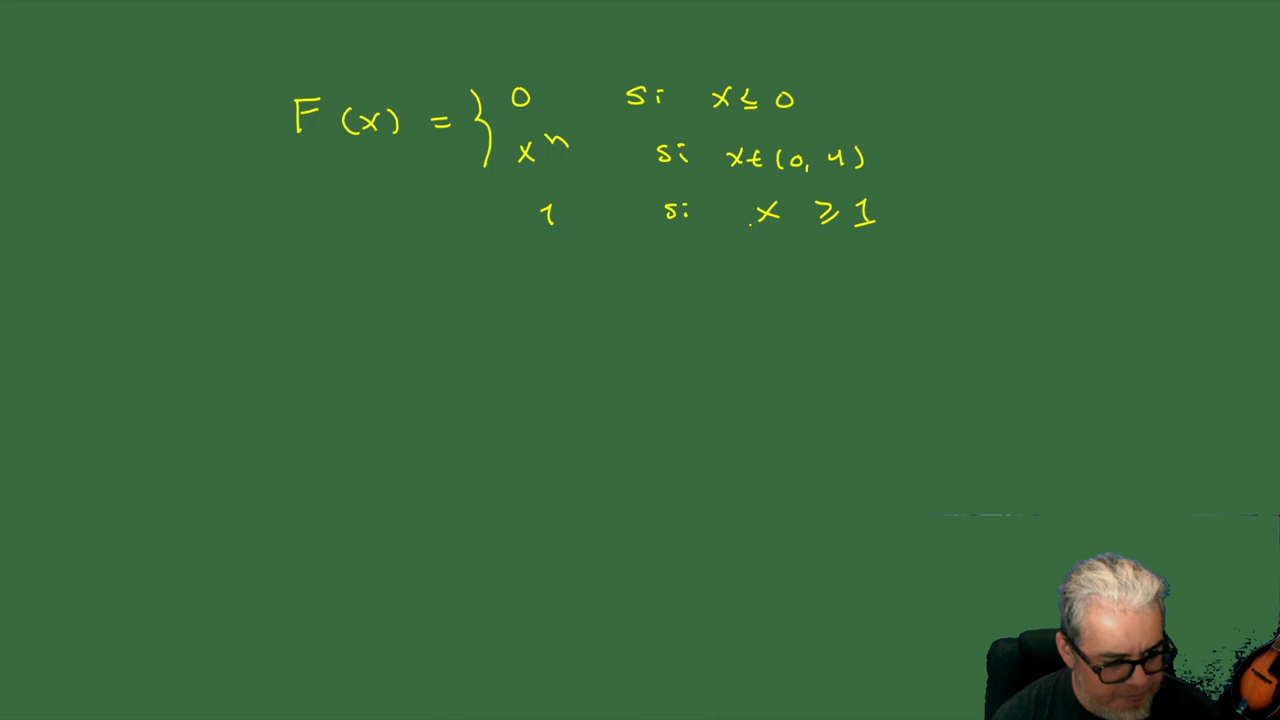 F(x) = { 0 si x ≤ 0
x^n si x ∈ (0, 1)
1 si x ≥ 1